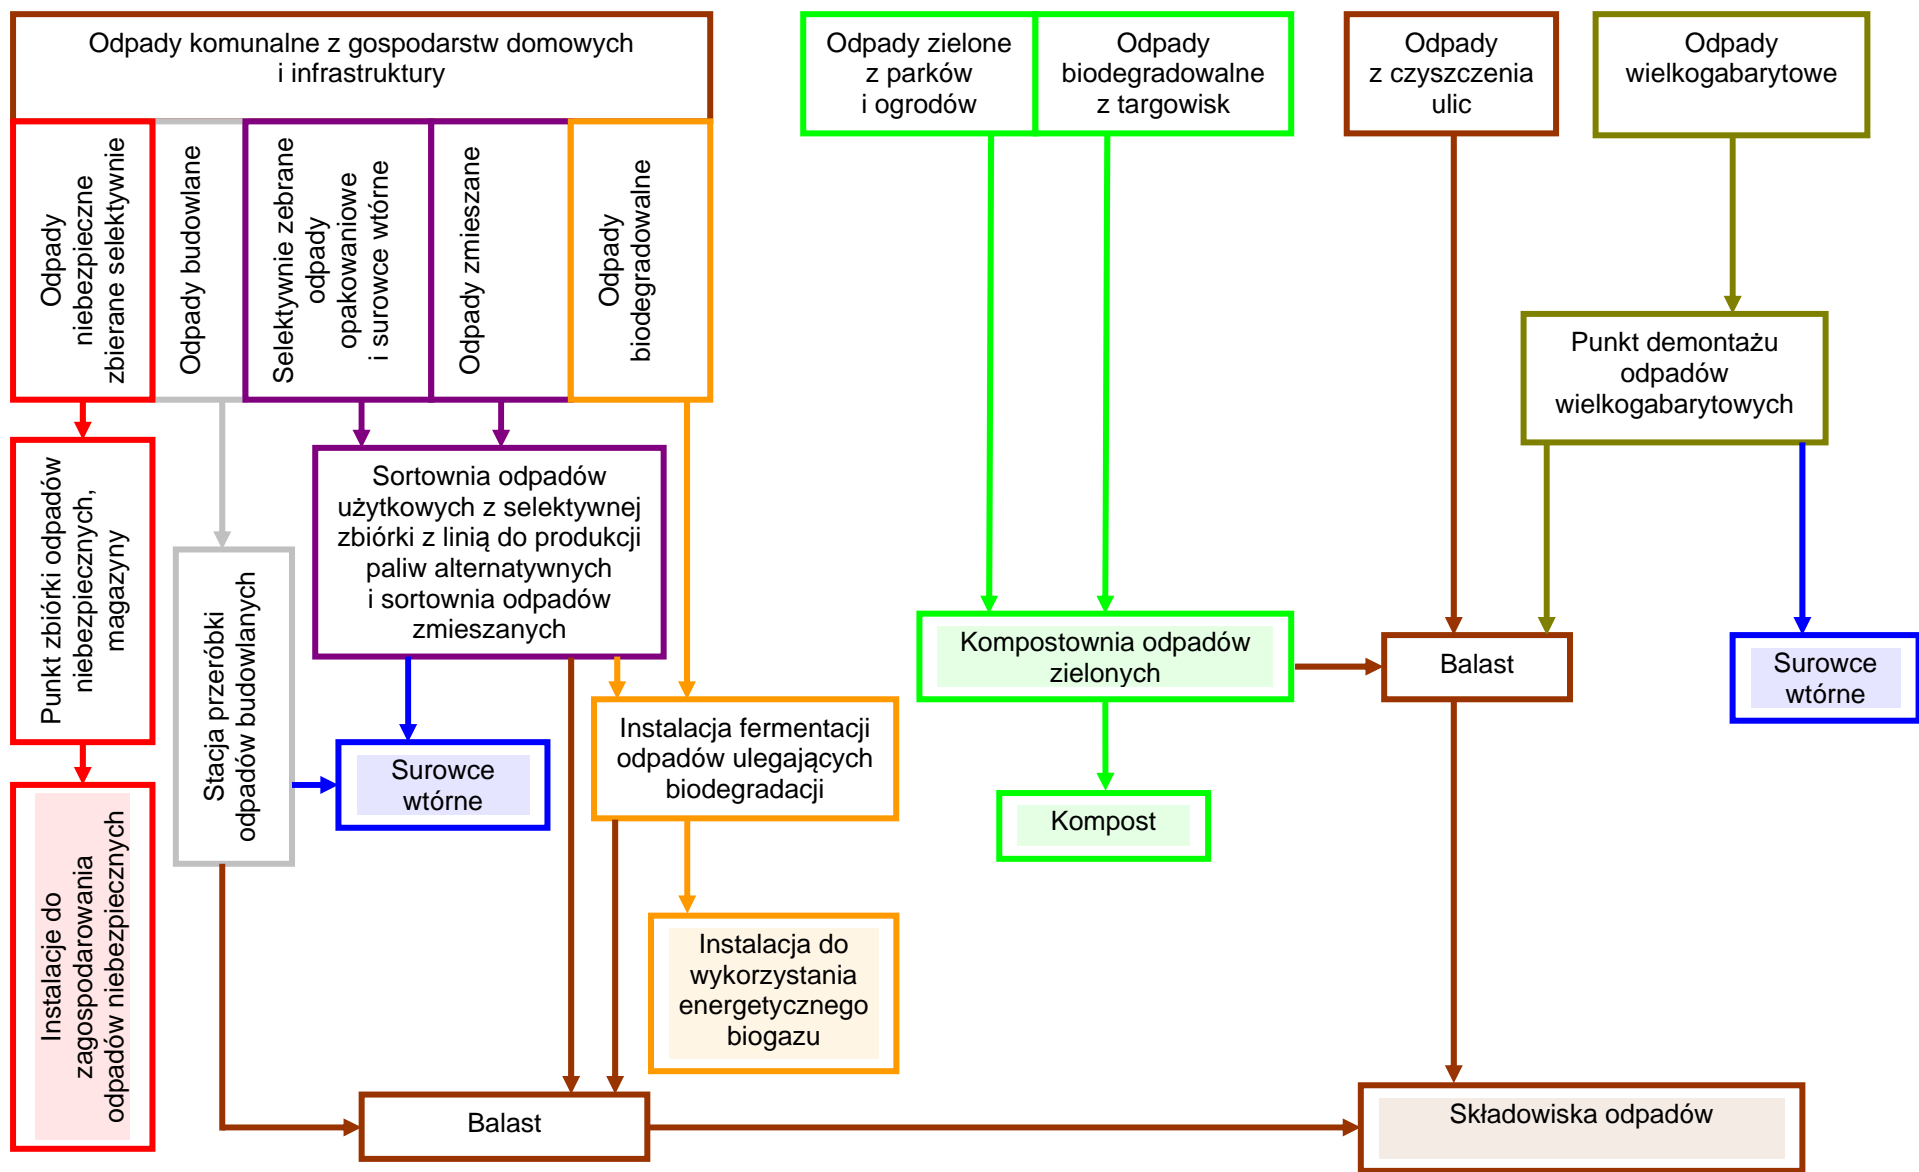 Odpady komunalne z gospodarstw domowych
i infrastruktury
Odpady zielone
z parków
i ogrodów
Odpady
biodegradowalne
z targowisk
Odpady
z czyszczenia
ulic
Odpady
wielkogabarytowe
Odpady
niebezpieczne
zbierane selektywnie
Odpady budowlane
Selektywnie zebrane
odpady
opakowaniowe
i surowce wtórne
Odpady zmieszane
Odpady
biodegradowalne
Punkt demontażu
odpadów
wielkogabarytowych
Punkt zbiórki odpadów
niebezpiecznych,
magazyny
Sortownia odpadów
użytkowych z selektywnej
zbiórki z linią do produkcji
paliw alternatywnych
i sortownia odpadów
zmieszanych
Stacja przeróbki
odpadów budowlanych
Kompostownia odpadów
zielonych
Balast
Surowce
wtórne
Instalacja fermentacji
odpadów ulegających
biodegradacji
Surowce
wtórne
Kompost
Instalacje do
zagospodarowania
odpadów niebezpiecznych
Instalacja do
wykorzystania
energetycznego
biogazu
Balast
Składowiska odpadów